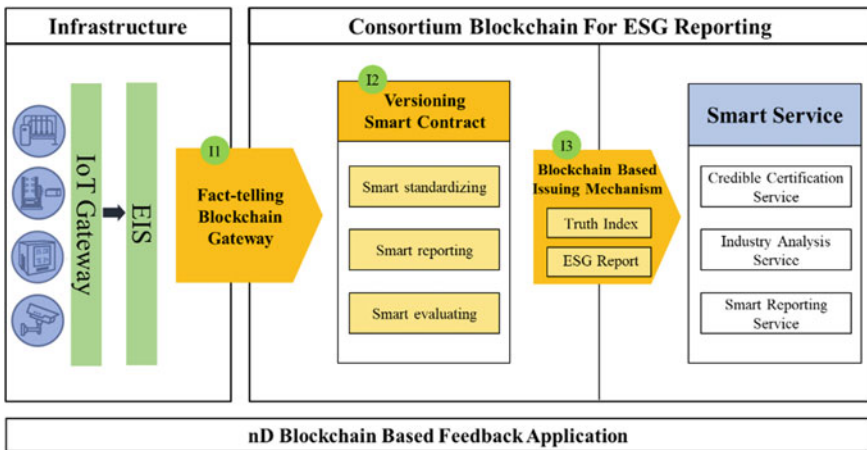 Infrastructure
Consortium Blockchain For ESG Reporting
IoT Gateway
EIS
I1
Fact-telling
Blockchain
Gateway
I2
Versioning
Smart Contract
Smart standardizing
Smart reporting
Smart evaluating
I3
Blockchain Based
Issuing Mechanism
Truth Index
ESG Report
Smart Service
Credible Certification
Service
Industry Analysis
Service
Smart Reporting
Service
nD Blockchain Based Feedback Application